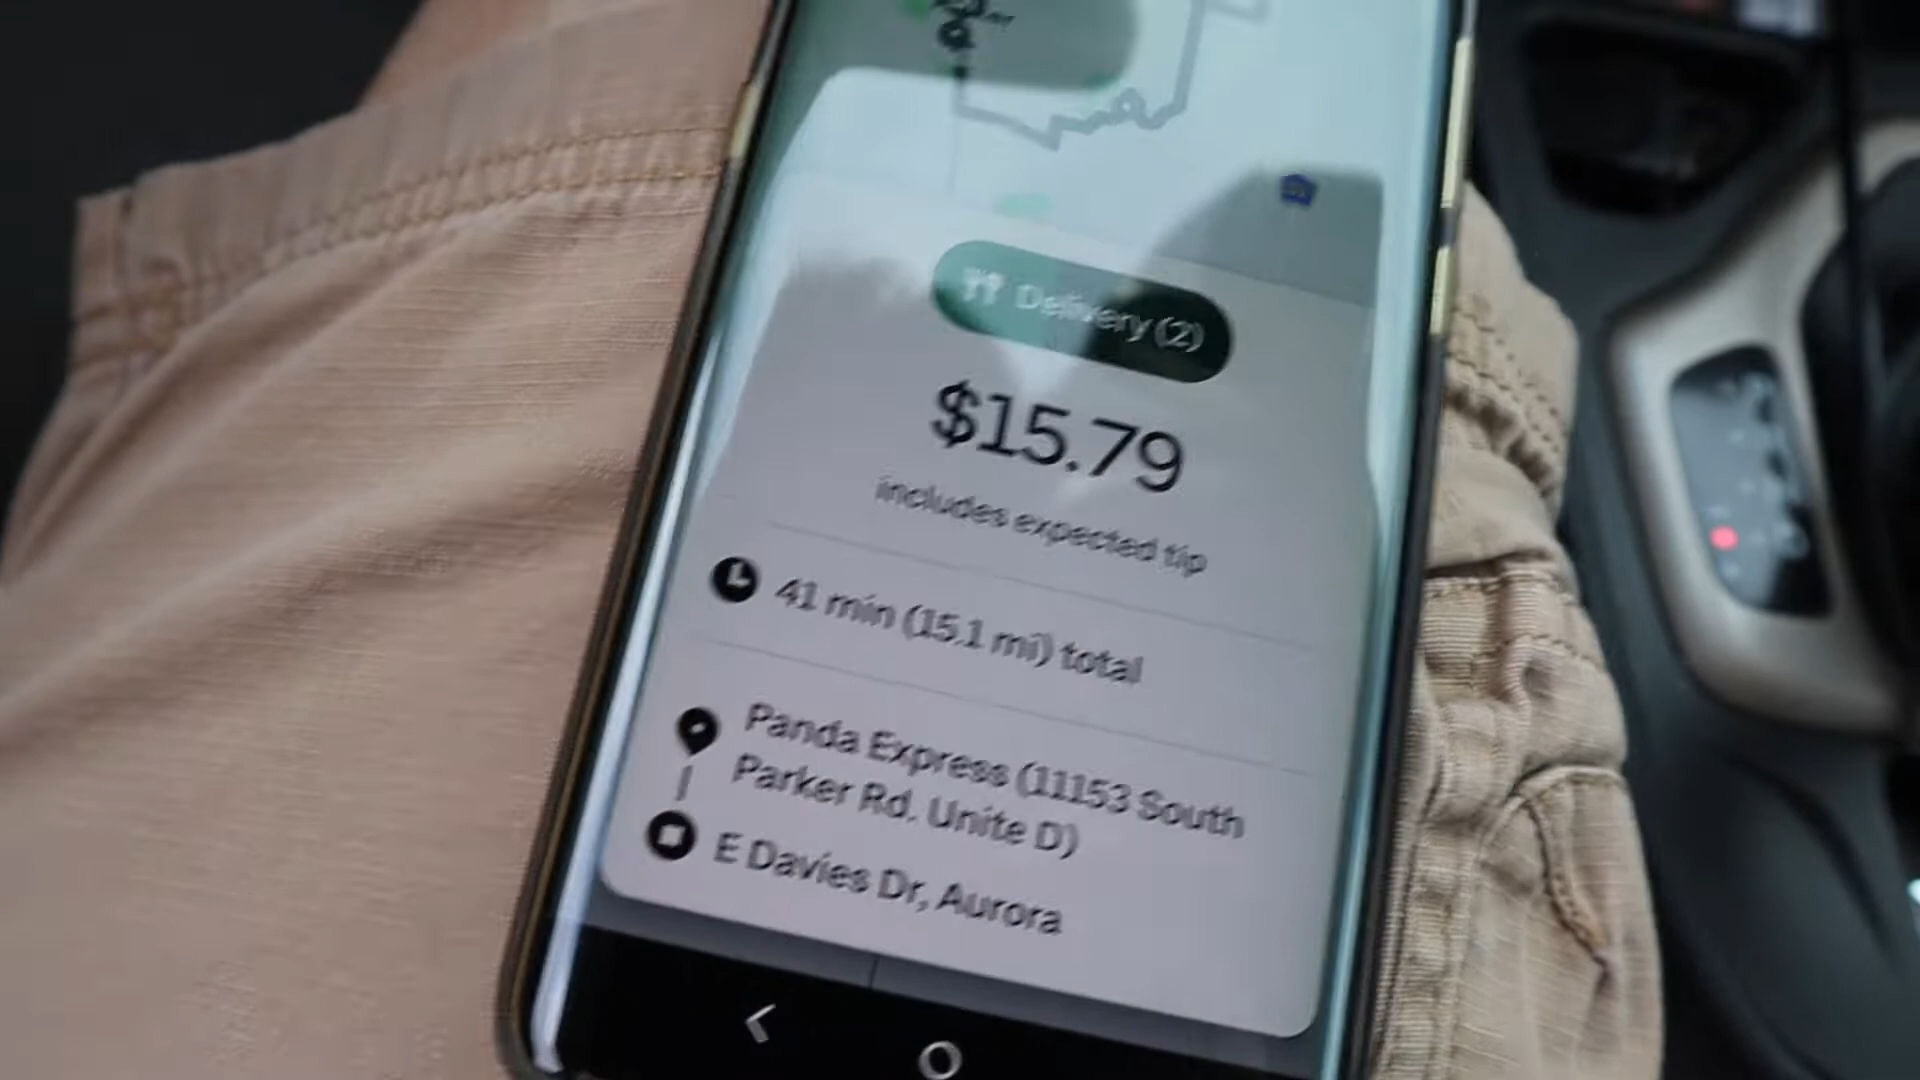 Delivery (2)
$15.79
includes expected tip
41 min (15.1 mi) total
Panda Express (11153 South
Parker Rd. Unite D)
E Davies Dr, Aurora